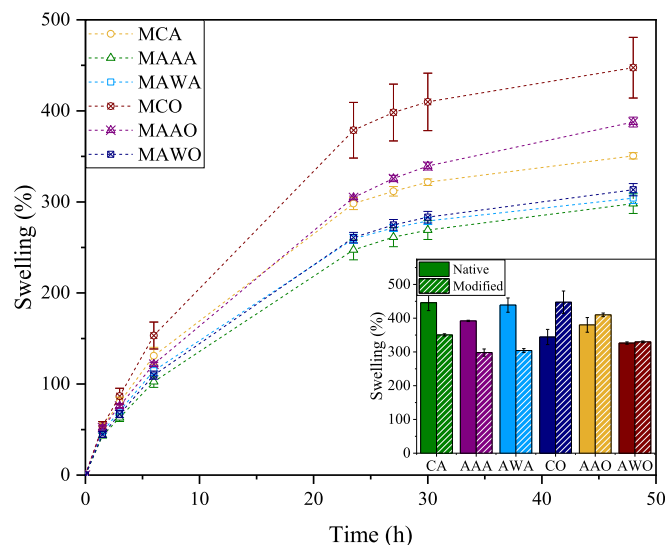 500
400
300
200
100
0
Swelling (%)
MCA
MAAA
MAWA
MCO
MAAO
MAWO
Native
Modified
400
300
200
100
0
Swelling (%)
CA AAA AWA CO AAO AWO
0 10 20 30 40 50
Time (h)